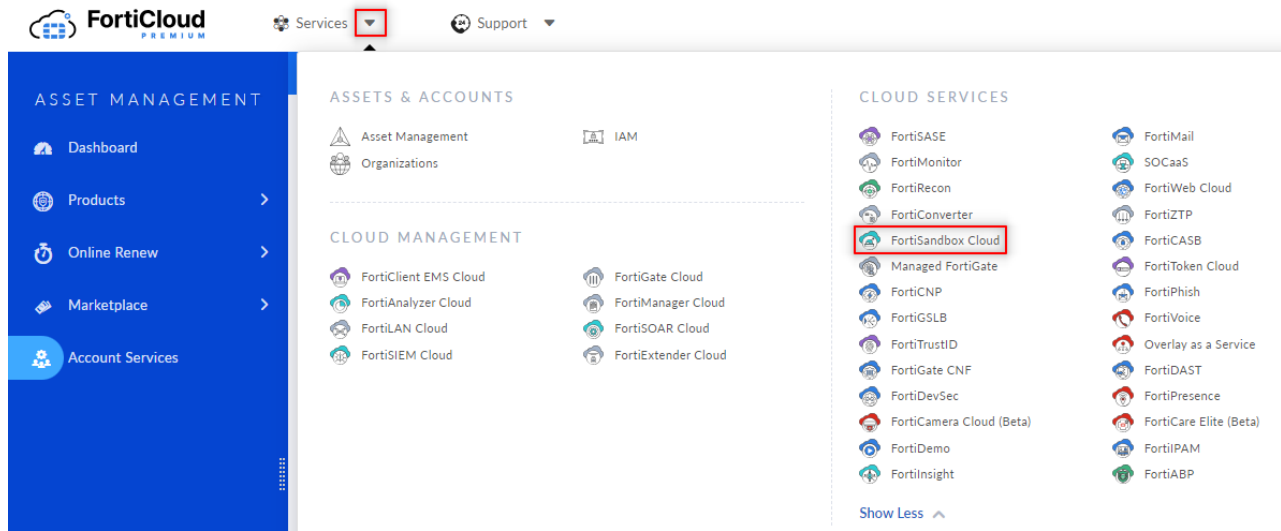 FortiCloud
PREMIUM
Services
24
Support
ASSET MANAGEMENT
Dashboard
Products
Online Renew
Marketplace
Account Services
ASSETS & ACCOUNTS
Asset Management
IAM
Organizations
CLOUD MANAGEMENT
FortiClient EMS Cloud
FortiGate Cloud
FortiAnalyzer Cloud
FortiManager Cloud
FortiLAN Cloud
FortiSOAR Cloud
FortiSIEM Cloud
FortiExtender Cloud
CLOUD SERVICES
FortiSASE
FortiMail
FortiMonitor
SOCaaS
FortiRecon
FortiWeb Cloud
FortiConverter
FortiZTP
FortiSandbox Cloud
FortiCASB
Managed FortiGate
FortiToken Cloud
FortiCNP
FortiPhish
FortiGSLB
FortiVoice
FortiTrustID
Overlay as a Service
FortiGate CNF
FortiDAST
FortiDevSec
FortiPresence
FortiCamera Cloud (Beta)
FortiCare Elite (Beta)
FortiDemo
FortiIPAM
FortiInsight
FortiABP
Show Less